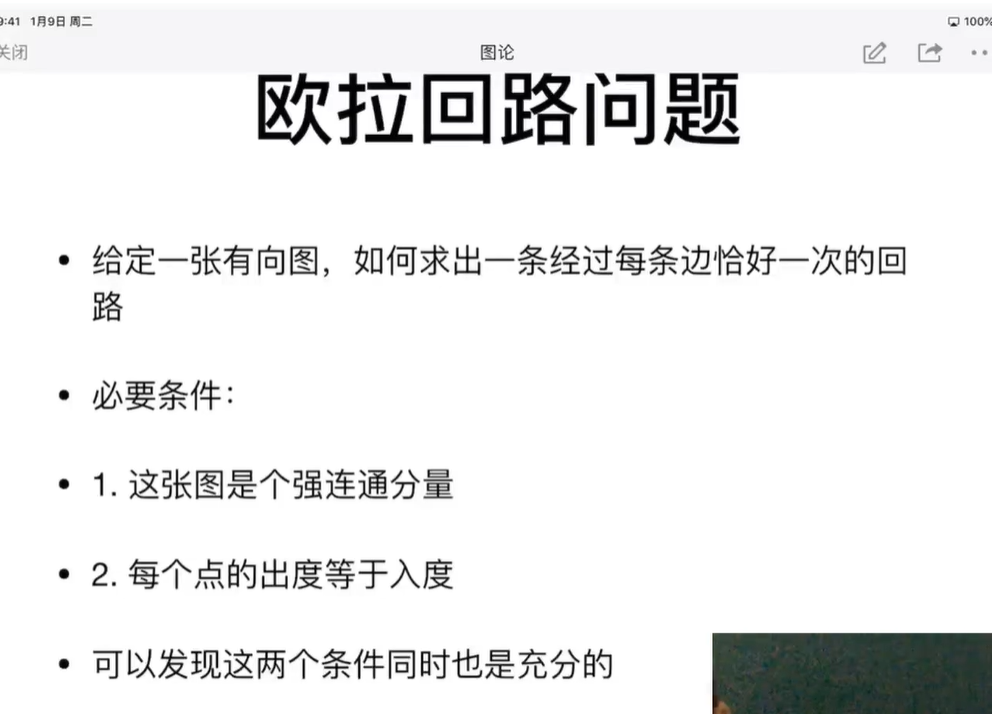 9:41 1月9日 周二
100%
关闭
图论
欧拉回路问题
• 给定一张有向图，如何求出一条经过每条边恰好一次的回
路
• 必要条件：
• 1. 这张图是个强连通分量
• 2. 每个点的出度等于入度
• 可以发现这两个条件同时也是充分的